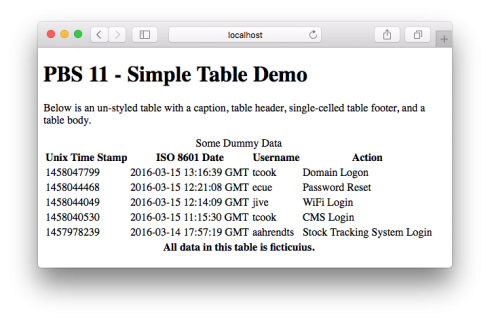 localhost
PBS 11 - Simple Table Demo
Below is an un-styled table with a caption, table header, single-celled table footer, and a
table body.
Some Dummy Data
Unix Time Stamp ISO 8601 Date Username Action
1458047799 2016-03-15 13:16:39 GMT tcook Domain Logon
1458044468 2016-03-15 12:21:08 GMT ecue Password Reset
1458044049 2016-03-15 12:14:09 GMT jive WiFi Login
1458040530 2016-03-15 11:15:30 GMT tcook CMS Login
1457978239 2016-03-14 17:57:19 GMT aahrendts Stock Tracking System Login
All data in this table is ficticuius.